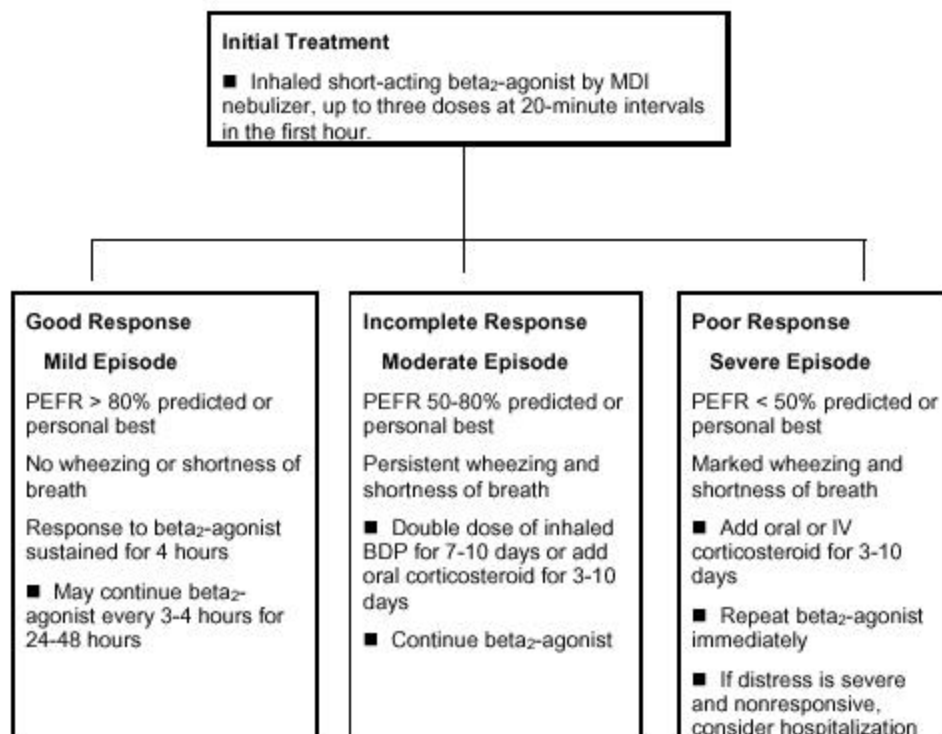 Initial Treatment
■ Inhaled short-acting beta₂-agonist by MDI
nebulizer, up to three doses at 20-minute intervals
in the first hour.
Good Response
Mild Episode
PEFR > 80% predicted or
personal best
No wheezing or shortness of
breath
Response to beta₂-agonist
sustained for 4 hours
■ May continue beta₂-
agonist every 3-4 hours for
24-48 hours
Incomplete Response
Moderate Episode
PEFR 50-80% predicted or
personal best
Persistent wheezing and
shortness of breath
■ Double dose of inhaled
BDP for 7-10 days or add
oral corticosteroid for 3-10
days
■ Continue beta₂-agonist
Poor Response
Severe Episode
PEFR < 50% predicted or
personal best
Marked wheezing and
shortness of breath
■ Add oral or IV
corticosteroid for 3-10
days
■ Repeat beta₂-agonist
immediately
■ If distress is severe
and nonresponsive,
consider hospitalization